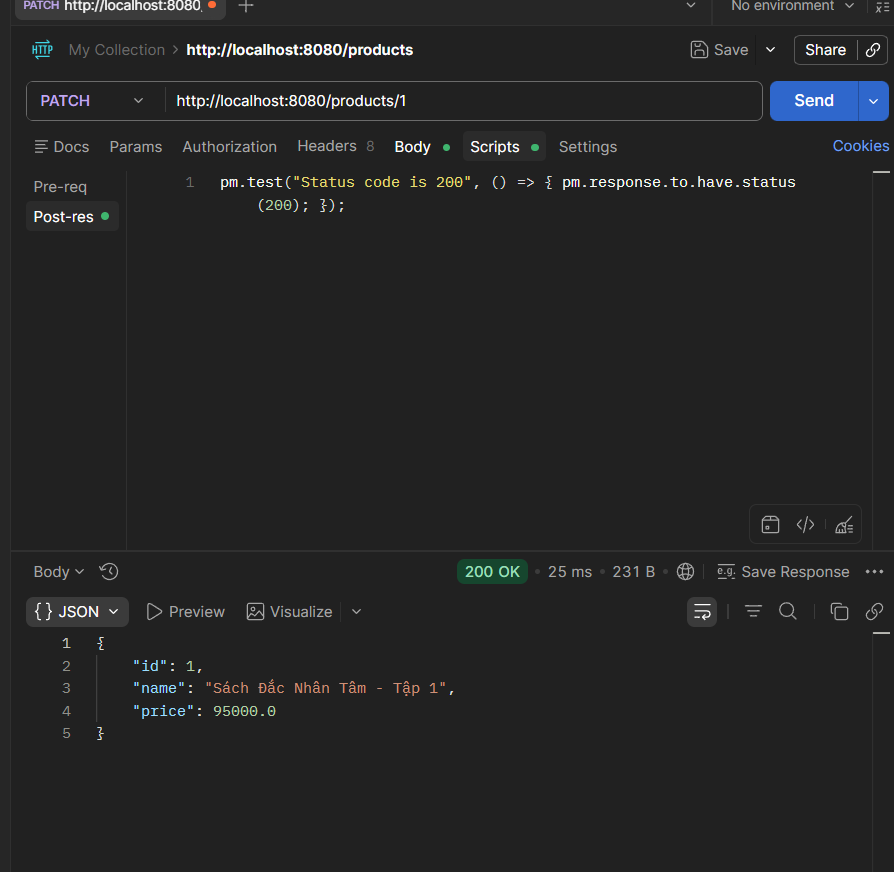 PATCH http://localhost:8080, No environment
My Collection > http://localhost:8080/products Save Share
PATCH http://localhost:8080/products/1 Send
Docs Params Authorization Headers 8 Body Scripts Settings Cookies
Pre-req
Post-res
1 pm.test("Status code is 200", () => { pm.response.to.have.status
(200); });
Body 200 OK • 25 ms • 231 B • e.g. Save Response
{ } JSON Preview Visualize
1 {
2 "id": 1,
3 "name": "Sách Đắc Nhân Tâm - Tập 1",
4 "price": 95000.0
5 }